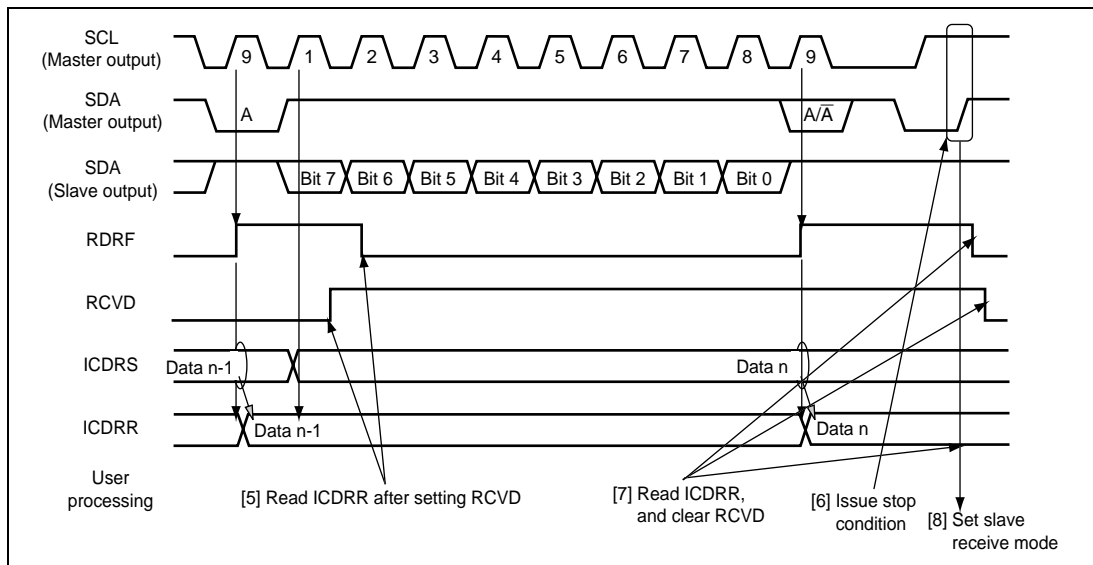 SCL
(Master output)
9 1 2 3 4 5 6 7 8 9
SDA
(Master output)
A A/A̅
SDA
(Slave output)
Bit 7 Bit 6 Bit 5 Bit 4 Bit 3 Bit 2 Bit 1 Bit 0
RDRF
RCVD
ICDRS
Data n-1 Data n
ICDRR
Data n-1 Data n
User
processing
[5] Read ICDRR after setting RCVD
[7] Read ICDRR,
and clear RCVD
[6] Issue stop
condition
[8] Set slave
receive mode